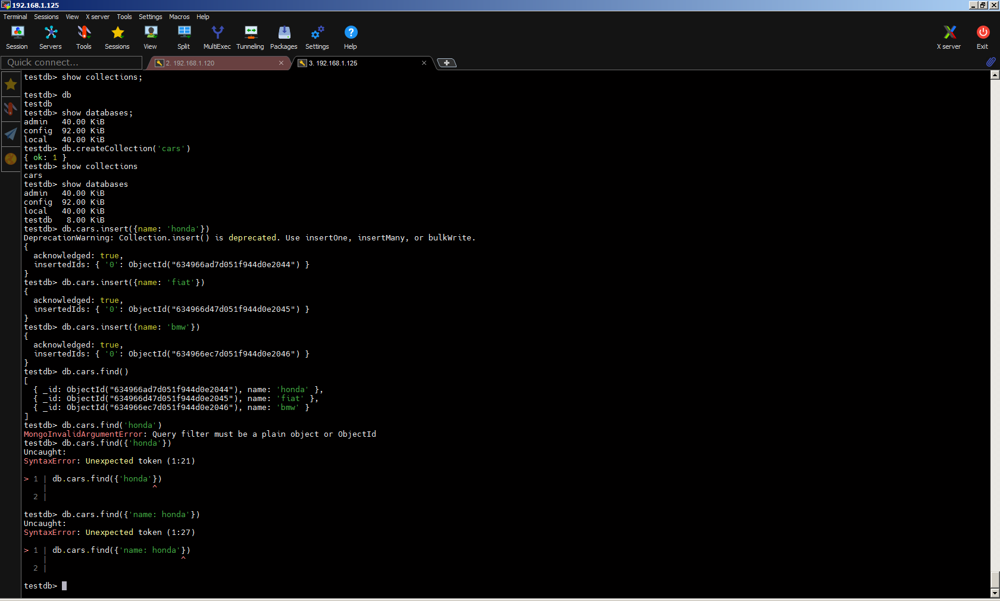 192.168.1.125
Terminal Sessions View X server Tools Settings Macros Help
Session Servers Tools Sessions View Split MultiExec Tunneling Packages Settings Help X server Exit
Quick connect... 2. 192.168.1.120 3. 192.168.1.125
testdb> show collections;
testdb> db
testdb
testdb> show databases;
admin   40.00 KiB
config  92.00 KiB
local   40.00 KiB
testdb> db.createCollection('cars')
{ ok: 1 }
testdb> show collections
cars
testdb> show databases
admin   40.00 KiB
config  92.00 KiB
local   40.00 KiB
testdb   8.00 KiB
testdb> db.cars.insert({name: 'honda'})
DeprecationWarning: Collection.insert() is deprecated. Use insertOne, insertMany, or bulkWrite.
{
  acknowledged: true,
  insertedIds: { '0': ObjectId("634966ad7d051f944d0e2044") }
}
testdb> db.cars.insert({name: 'fiat'})
{
  acknowledged: true,
  insertedIds: { '0': ObjectId("634966d47d051f944d0e2045") }
}
testdb> db.cars.insert({name: 'bmw'})
{
  acknowledged: true,
  insertedIds: { '0': ObjectId("634966ec7d051f944d0e2046") }
}
testdb> db.cars.find()
[
  { _id: ObjectId("634966ad7d051f944d0e2044"), name: 'honda' },
  { _id: ObjectId("634966d47d051f944d0e2045"), name: 'fiat' },
  { _id: ObjectId("634966ec7d051f944d0e2046"), name: 'bmw' }
]
testdb> db.cars.find('honda')
MongoInvalidArgumentError: Query filter must be a plain object or ObjectId
testdb> db.cars.find({'honda'})
Uncaught:
SyntaxError: Unexpected token (1:21)
> 1 | db.cars.find({'honda'})
    |                      ^
  2 |
testdb> db.cars.find({'name: honda'})
Uncaught:
SyntaxError: Unexpected token (1:27)
> 1 | db.cars.find({'name: honda'})
    |                            ^
  2 |
testdb>